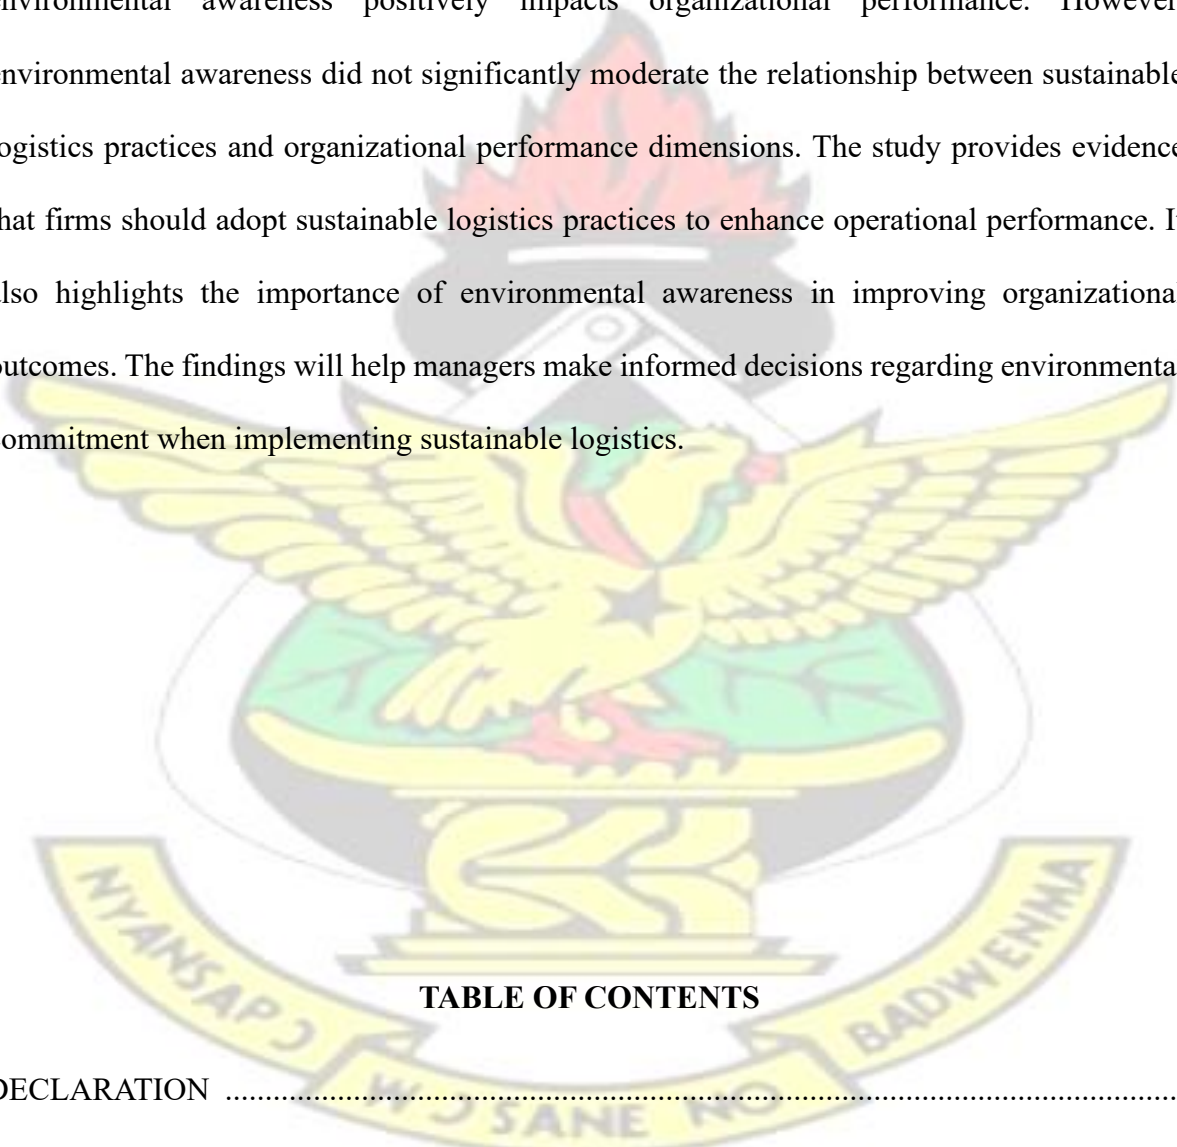 environmental awareness positively impacts organizational performance. However
environmental awareness did not significantly moderate the relationship between sustainable
logistics practices and organizational performance dimensions. The study provides evidence
that firms should adopt sustainable logistics practices to enhance operational performance. It
also highlights the importance of environmental awareness in improving organizational
outcomes. The findings will help managers make informed decisions regarding environmental
commitment when implementing sustainable logistics.
TABLE OF CONTENTS
DECLARATION ................................................................
NYANSAPƆ
WƆSANE NO
BADWENMA